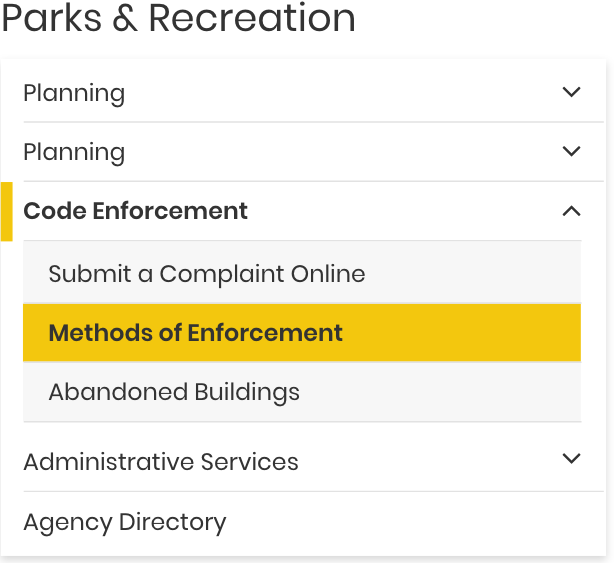 Parks & Recreation
Planning
Planning
Code Enforcement
Submit a Complaint Online
Methods of Enforcement
Abandoned Buildings
Administrative Services
Agency Directory